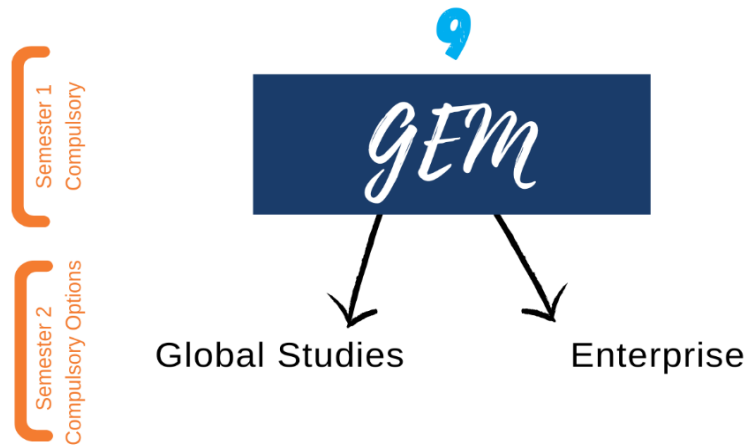 9
Semester 1
Compulsory
GEM
Semester 2
Compulsory Options
Global Studies
Enterprise